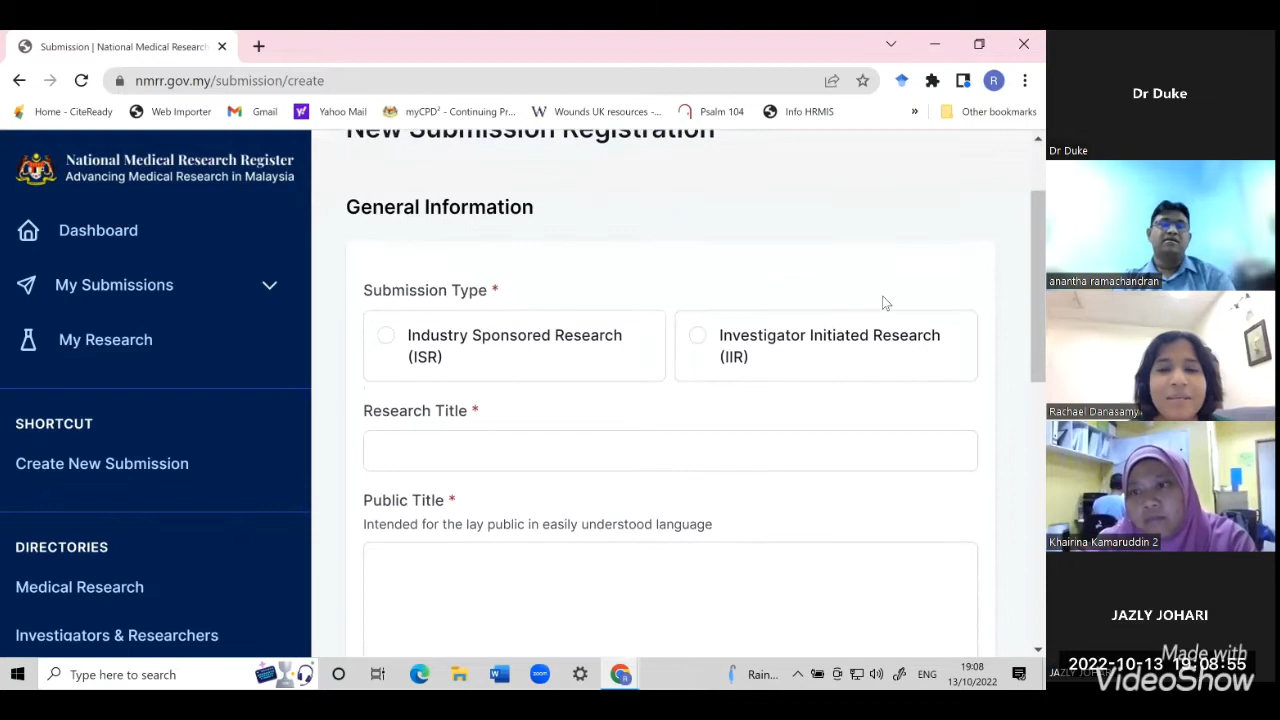 Submission | National Medical Research
nmrr.gov.my/submission/create
R
Home - CiteReady
Web Importer
Gmail
Yahoo Mail
myCPD² - Continuing Pr...
Wounds UK resources -...
Psalm 104
Info HRMIS
»
Other bookmarks
National Medical Research Register
Advancing Medical Research in Malaysia
Dashboard
My Submissions
My Research
SHORTCUT
Create New Submission
DIRECTORIES
Medical Research
Investigators & Researchers
New Submission Registration
General Information
Submission Type *
Industry Sponsored Research
(ISR)
Investigator Initiated Research
(IIR)
Research Title *
Public Title *
Intended for the lay public in easily understood language
Type here to search
Rain...
ENG
19:08
13/10/2022
Dr Duke
Dr Duke
anantha ramachandran
Rachael Danasamy
Khairina Kamaruddin 2
JAZLY JOHARI
JAZLY JOHARI
2022-10-13 19:08:55
Made with
VideoShow